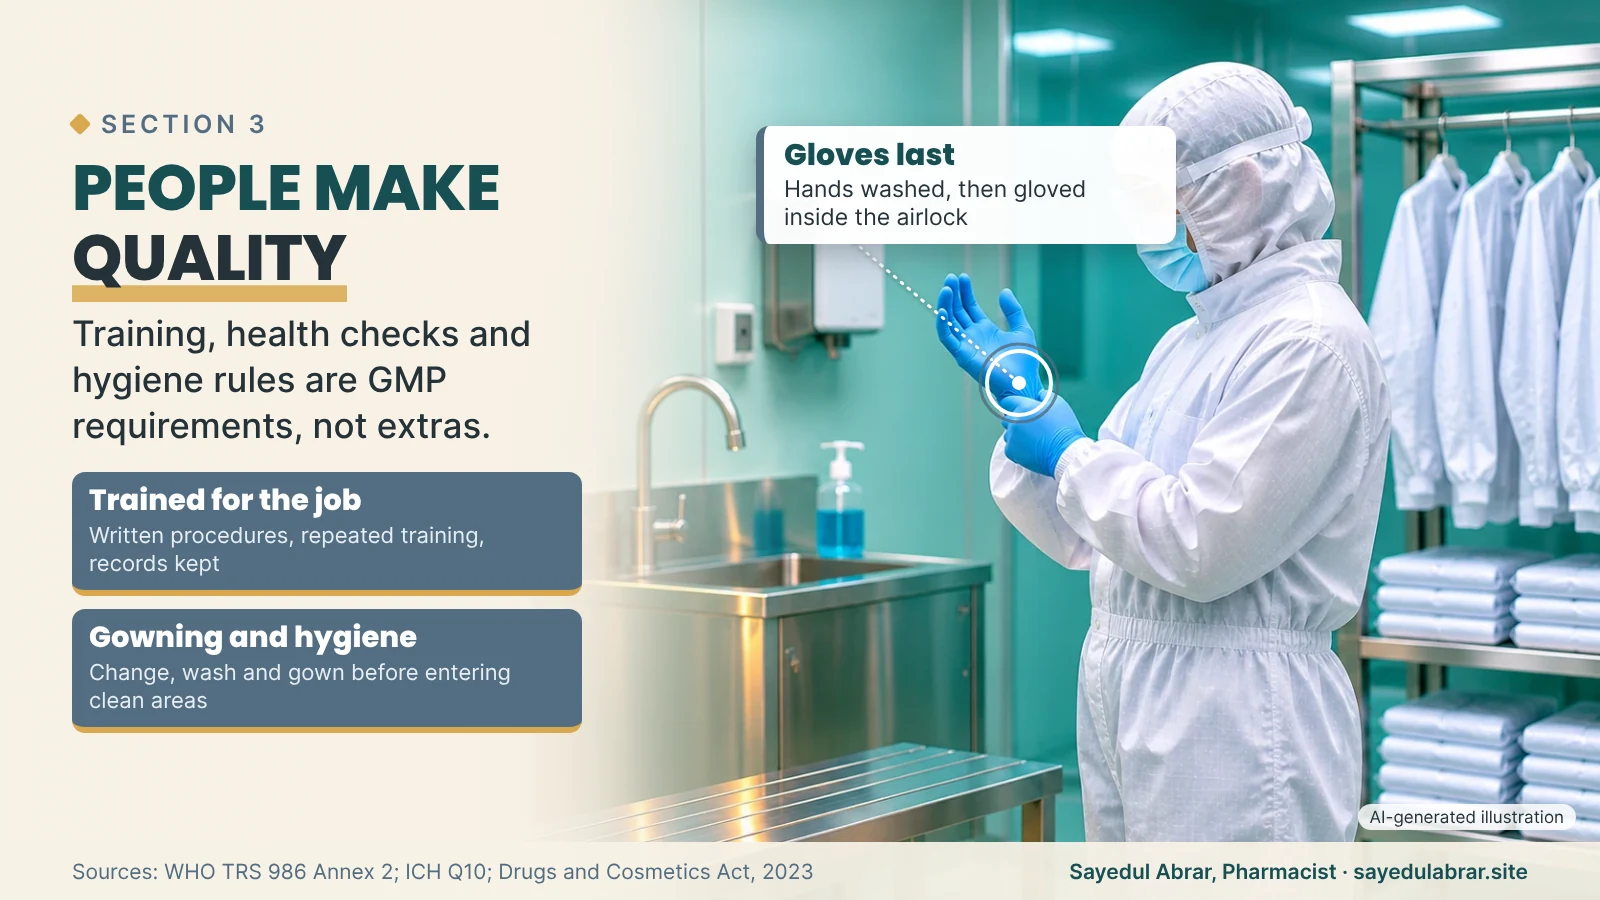 SECTION 3
PEOPLE MAKE
QUALITY
Training, health checks and
hygiene rules are GMP
requirements, not extras.
Trained for the job
Written procedures, repeated training,
records kept
Gowning and hygiene
Change, wash and gown before entering
clean areas
Gloves last
Hands washed, then gloved
inside the airlock
AI-generated illustration
Sources: WHO TRS 986 Annex 2; ICH Q10; Drugs and Cosmetics Act, 2023
Sayedul Abrar, Pharmacist · sayedulabrar.site